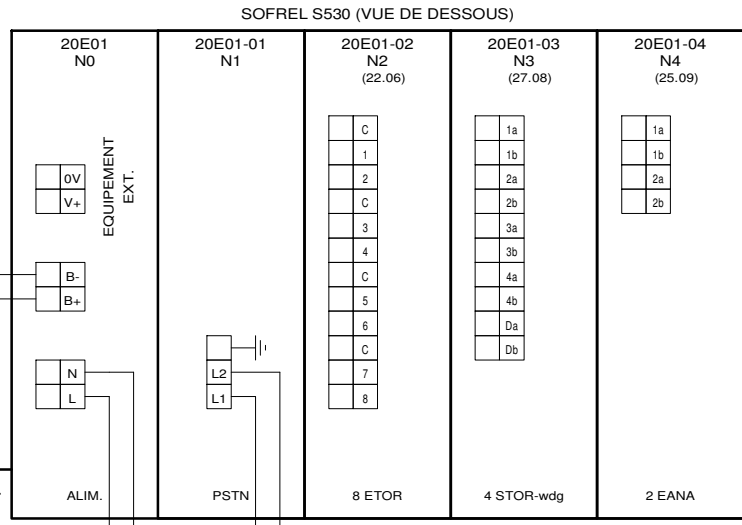 SOFREL S530 (VUE DE DESSOUS)
20E01
N0
0V
V+
EQUIPEMENT
EXT.
B-
B+
N
L
ALIM.
20E01-01
N1
L2
L1
PSTN
20E01-02
N2
(22.06)
C
1
2
C
3
4
C
5
6
C
7
8
8 ETOR
20E01-03
N3
(27.08)
1a
1b
2a
2b
3a
3b
4a
4b
Da
Db
4 STOR-wdg
20E01-04
N4
(25.09)
1a
1b
2a
2b
2 EANA